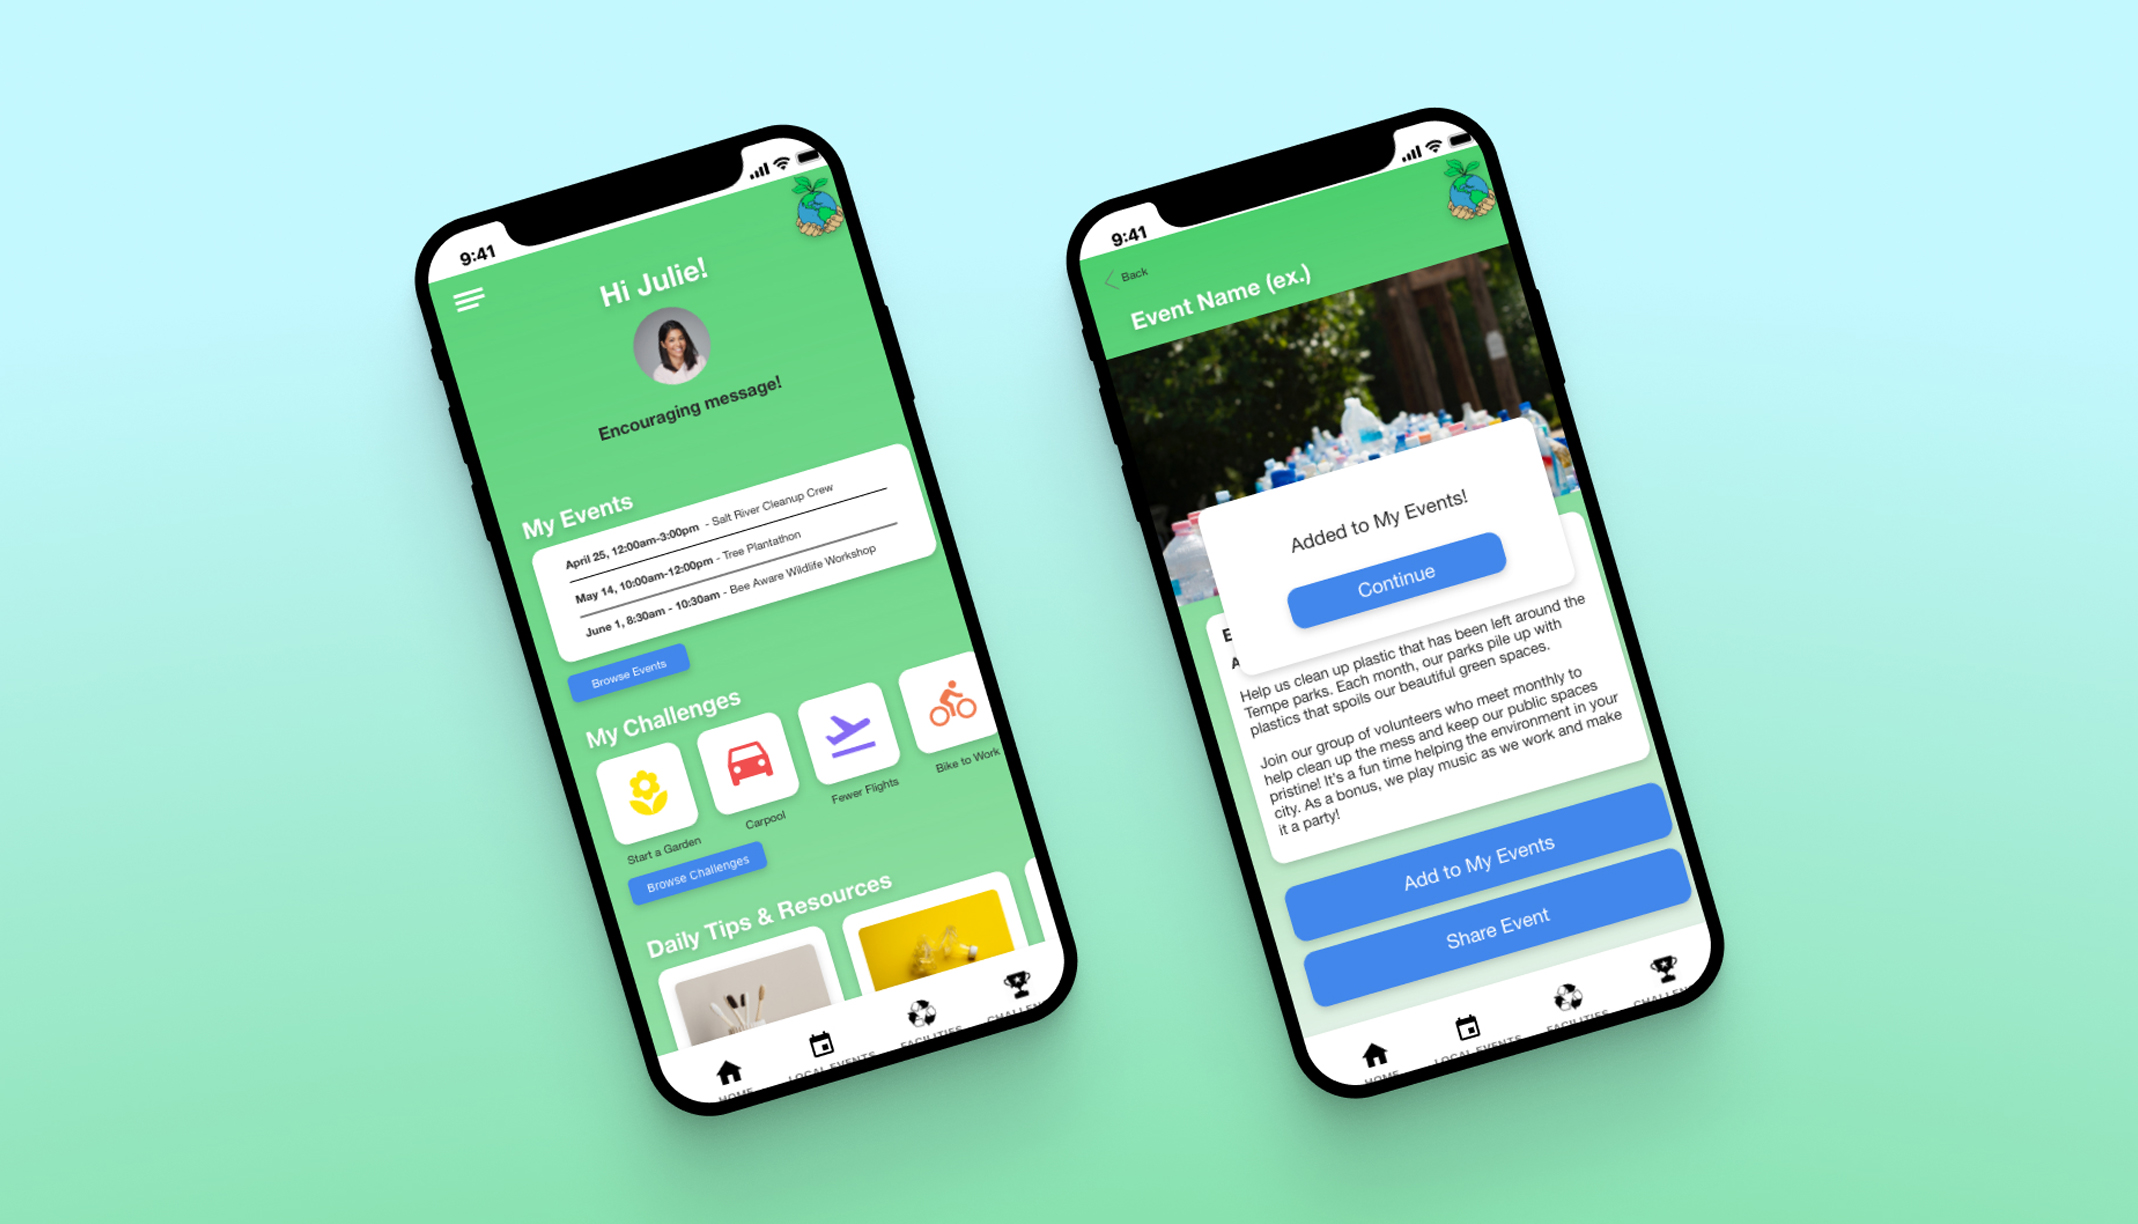 9:41
Hi Julie!
Encouraging message!
My Events
April 25, 12:00am-3:00pm - Salt River Cleanup Crew
May 14, 10:00am-12:00pm - Tree Plantathon
June 1, 8:30am - 10:30am - Bee Aware Wildlife Workshop
Browse Events
My Challenges
Start a Garden
Carpool
Fewer Flights
Bike to Work
Browse Challenges
Daily Tips & Resources
HOME
LOCAL EVENTS
FACILITIES
CHALLEN
9:41
Back
Event Name (ex.)
Added to My Events!
Continue
E
A
Help us clean up plastic that has been left around the
Tempe parks. Each month, our parks pile up with
plastics that spoils our beautiful green spaces.
Join our group of volunteers who meet monthly to
help clean up the mess and keep our public spaces
pristine! It's a fun time helping the environment in your
city. As a bonus, we play music as we work and make
it a party!
Add to My Events
Share Event
HOME
LOCAL EVENTS
FACILITIES
CHALLEN